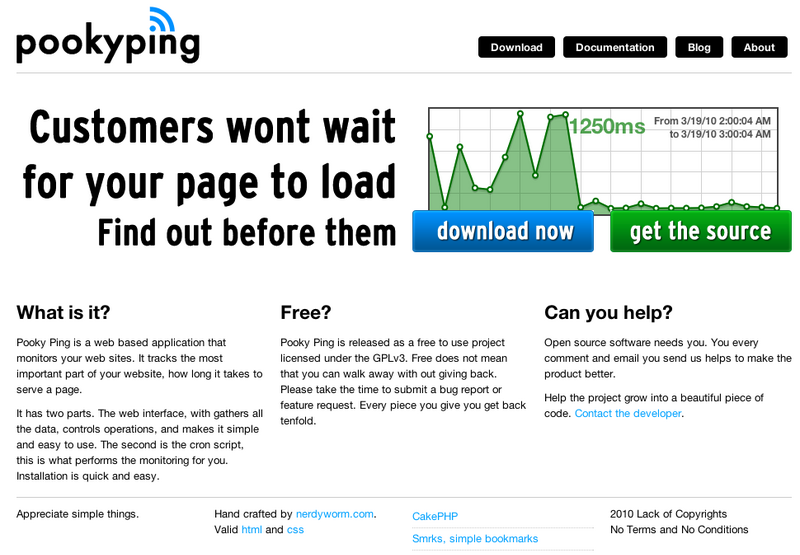 pookyping
Download
Documentation
Blog
About
Customers wont wait
for your page to load
Find out before them
1250ms
From 3/19/10 2:00:04 AM
to 3/19/10 3:00:04 AM
download now
get the source
What is it?
Pooky Ping is a web based application that
monitors your web sites. It tracks the most
important part of your website, how long it takes to
serve a page.
It has two parts. The web interface, with gathers all
the data, controls operations, and makes it simple
and easy to use. The second is the cron script,
this is what performs the monitoring for you.
Installation is quick and easy.
Free?
Pooky Ping is released as a free to use project
licensed under the GPLv3. Free does not mean
that you can walk away with out giving back.
Please take the time to submit a bug report or
feature request. Every piece you give you get back
tenfold.
Can you help?
Open source software needs you. You every
comment and email you send us helps to make the
product better.
Help the project grow into a beautiful piece of
code. Contact the developer.
Appreciate simple things.
Hand crafted by nerdyworm.com.
Valid html and css
CakePHP
Smrks, simple bookmarks
2010 Lack of Copyrights
No Terms and No Conditions